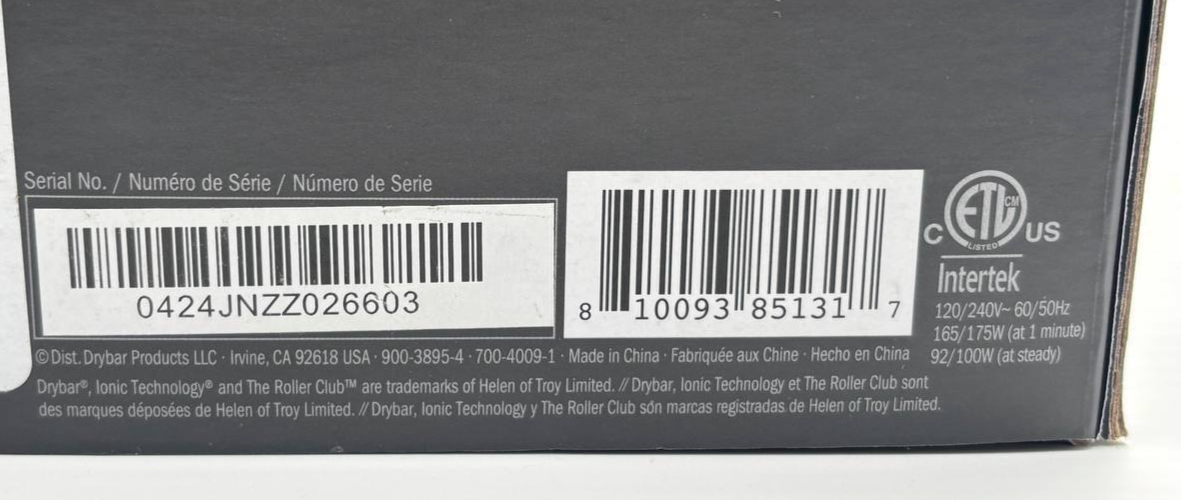 Serial No. / Numéro de Série / Número de Serie
0424JNZZ026603
8 10093 85131 7
C ETL CM LISTED US
Intertek
120/240V~ 60/50Hz
165/175W (at 1 minute)
92/100W (at steady)
©Dist. Drybar Products LLC · Irvine, CA 92618 USA · 900-3895-4 · 700-4009-1 · Made in China · Fabriquée aux Chine · Hecho en China
Drybar®, Ionic Technology® and The Roller Club™ are trademarks of Helen of Troy Limited. // Drybar, Ionic Technology et The Roller Club sont
des marques déposées de Helen of Troy Limited. // Drybar, Ionic Technology y The Roller Club són marcas registradas de Helen of Troy Limited.